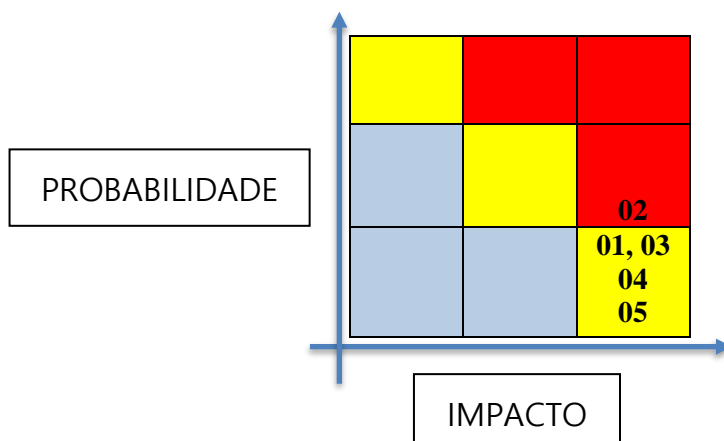 PROBABILIDADE
02
01, 03
04
05
IMPACTO